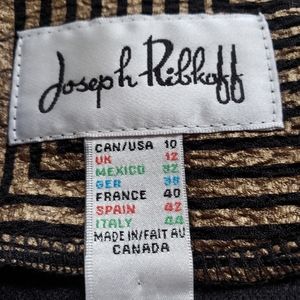 Joseph Ribkoff
CAN/USA 10
UK 12
MEXICO 32
GER 38
FRANCE 40
SPAIN 42
ITALY 44
MADE IN/FAIT AU
CANADA